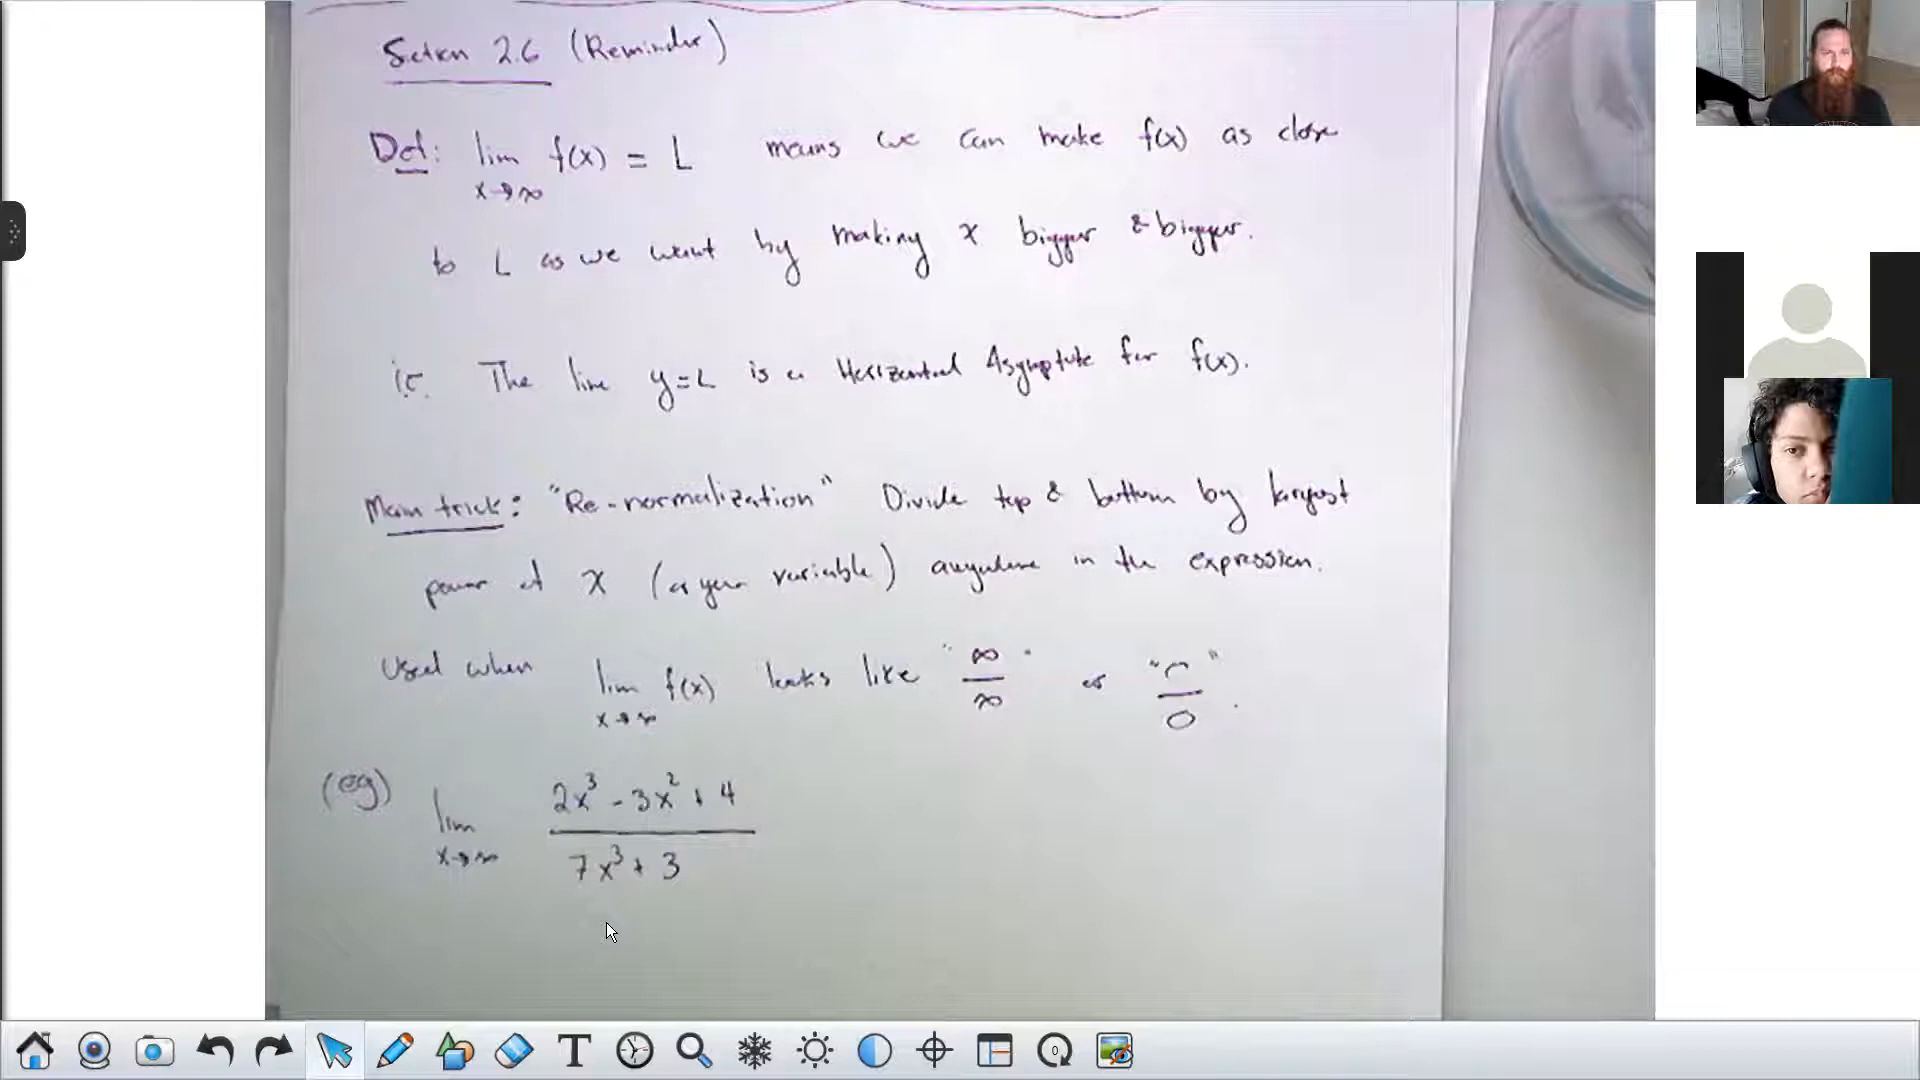 Section 2.6 (Reminder)
Def: lim x→∞ f(x) = L means we can make f(x) as close
to L as we want by making x bigger & bigger.
i.e. The line y=L is a Horizontal Asymptote for f(x).
Main trick: "Re-normalization" Divide top & bottom by largest
power of x (or your variable) anywhere in the expression.
Used when lim x→∞ f(x) looks like "∞/∞" or
(eg) lim x→∞ 2x³ - 3x² + 4
7x³ + 3
T
0